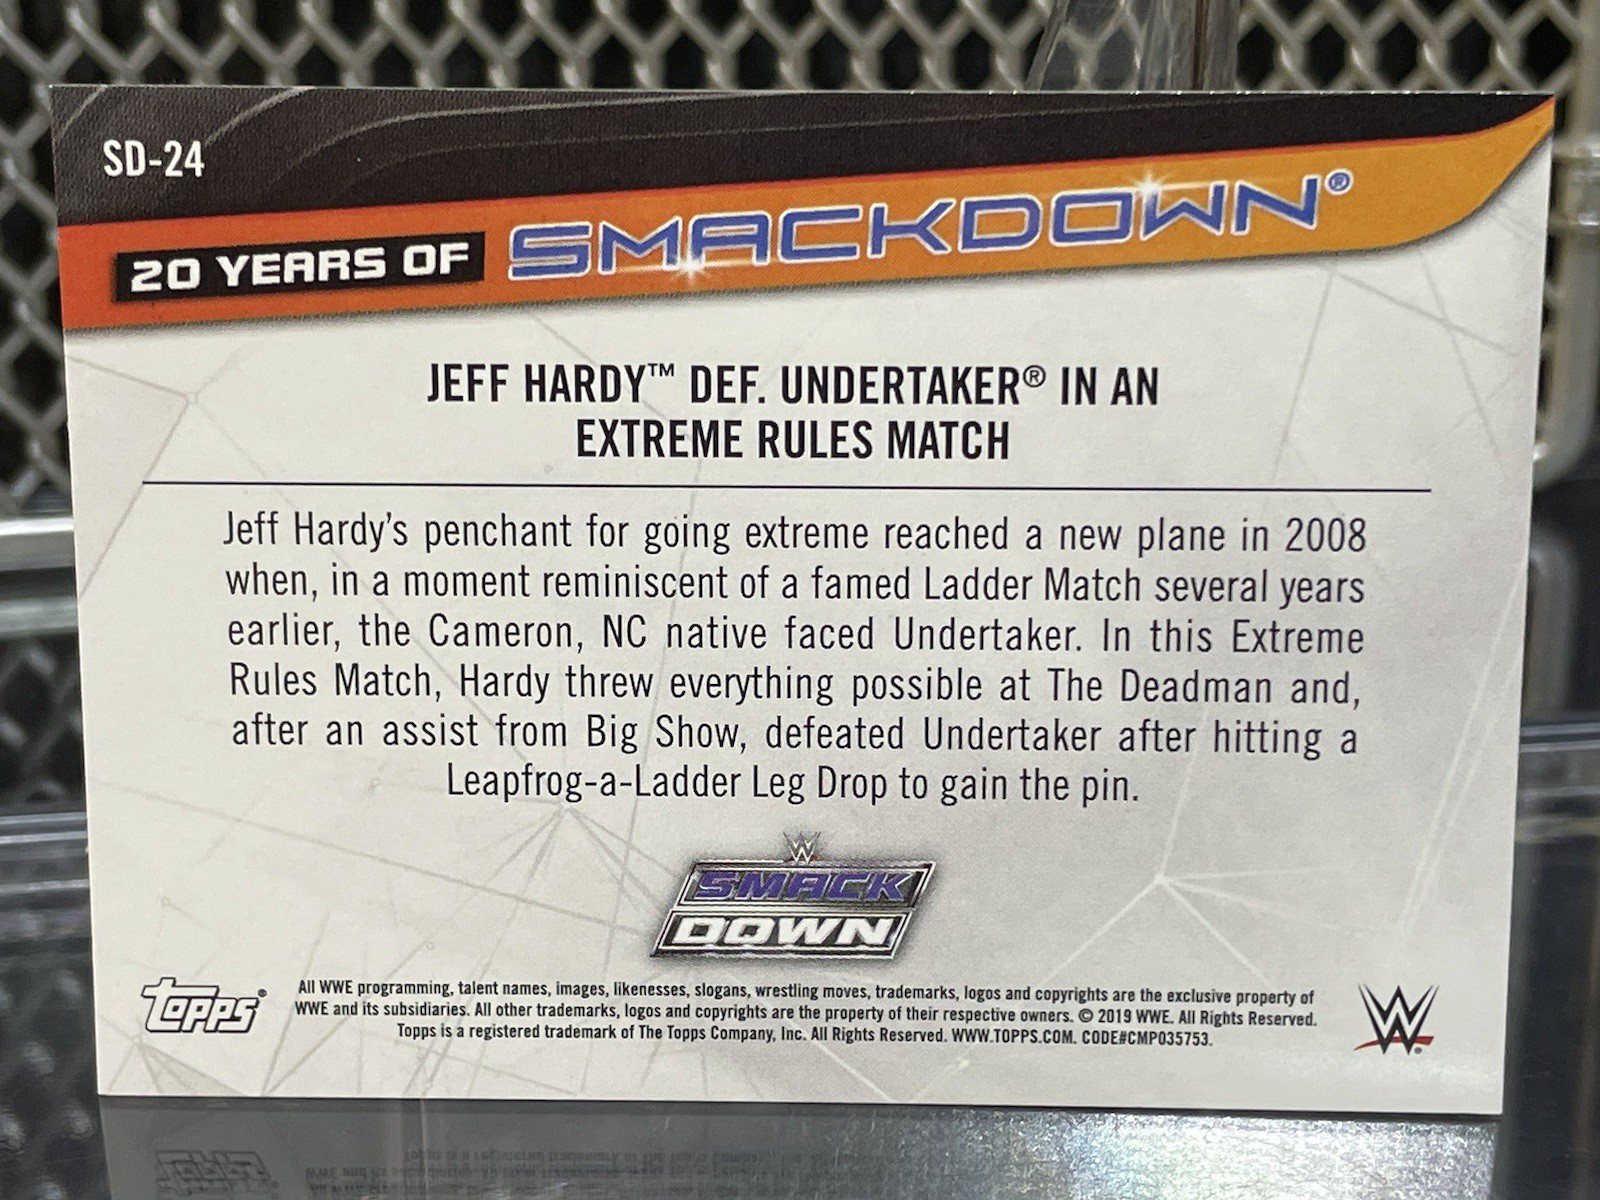 SD-24
20 YEARS OF SMACKDOWN®
JEFF HARDY™ DEF. UNDERTAKER® IN AN
EXTREME RULES MATCH
Jeff Hardy's penchant for going extreme reached a new plane in 2008
when, in a moment reminiscent of a famed Ladder Match several years
earlier, the Cameron, NC native faced Undertaker. In this Extreme
Rules Match, Hardy threw everything possible at The Deadman and,
after an assist from Big Show, defeated Undertaker after hitting a
Leapfrog-a-Ladder Leg Drop to gain the pin.
W
SMACK
DOWN
Topps®
All WWE programming, talent names, images, likenesses, slogans, wrestling moves, trademarks, logos and copyrights are the exclusive property of
WWE and its subsidiaries. All other trademarks, logos and copyrights are the property of their respective owners. © 2019 WWE. All Rights Reserved.
Topps is a registered trademark of The Topps Company, Inc. All Rights Reserved. WWW.TOPPS.COM. CODE#CMP035753.
W